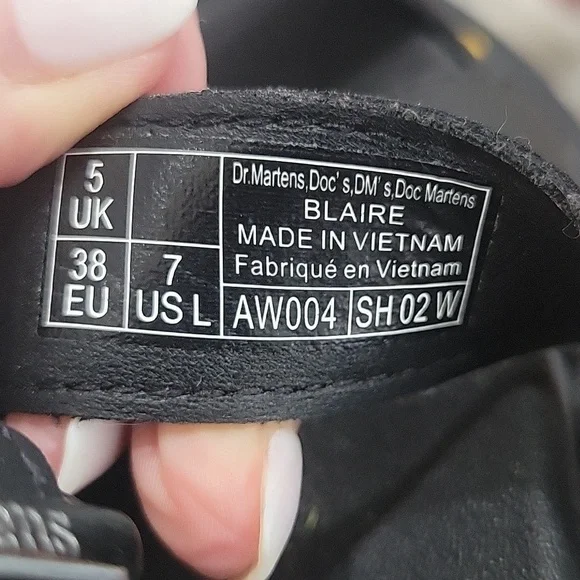 5
UK
38
EU
7
US L
Dr.Martens,Doc's,DM's,Doc Martens
BLAIRE
MADE IN VIETNAM
Fabriqué en Vietnam
AW004
SH 02 W